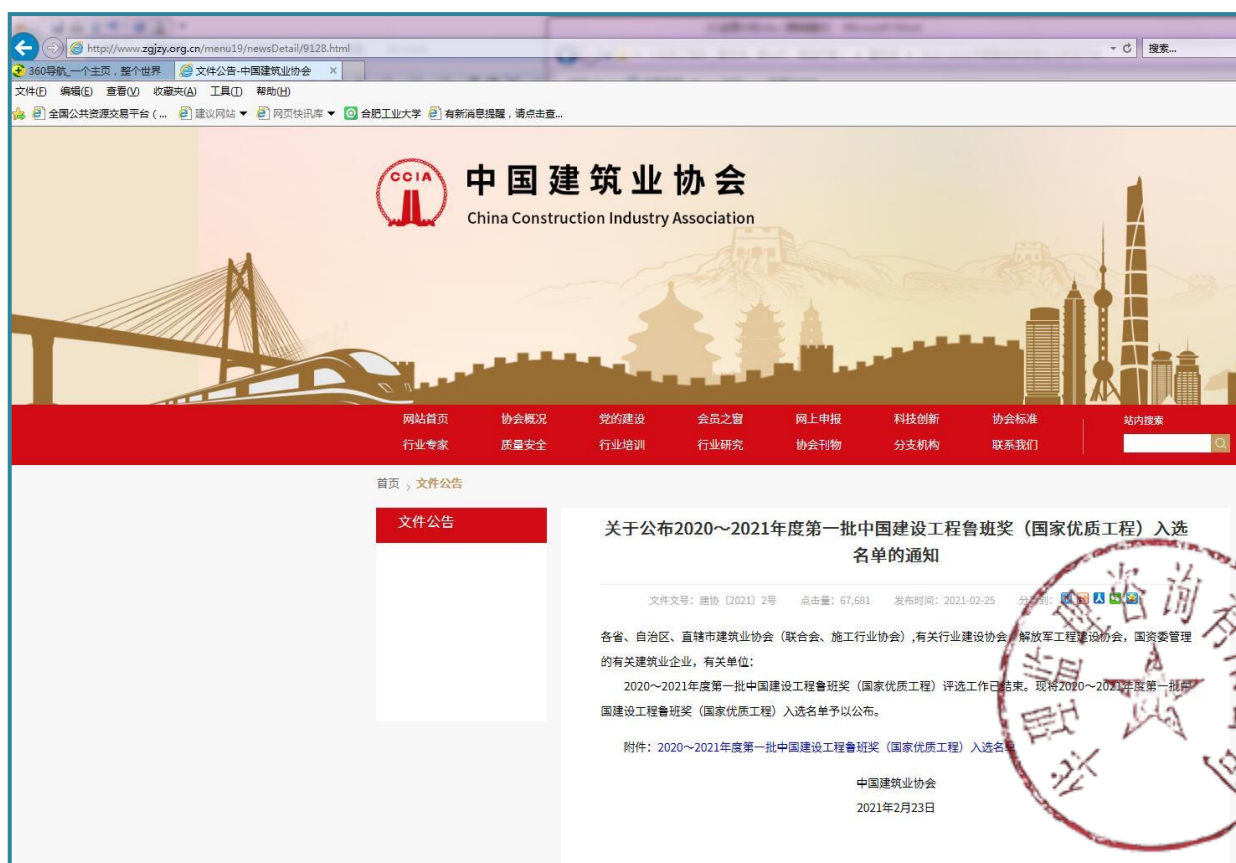 http://www.zgjzy.org.cn/menu19/newsDetail/9128.html
搜索...
360导航_一个主页，整个世界
文件公告-中国建筑业协会
文件(F) 编辑(E) 查看(V) 收藏夹(A) 工具(T) 帮助(H)
全国公共资源交易平台 (... 建议网站 网页快讯库 合肥工业大学 有新消息提醒，请点击查...
CCIA
中国建筑业协会
China Construction Industry Association
网站首页 协会概况 党的建设 会员之窗 网上申报 科技创新 协会标准 站内搜索
行业专家 质量安全 行业培训 行业研究 协会刊物 分支机构 联系我们
首页 > 文件公告
文件公告
关于公布2020～2021年度第一批中国建设工程鲁班奖（国家优质工程）入选
名单的通知
文件文号：建协〔2021〕2号 点击量：67,681 发布时间：2021-02-25 分享到：
各省、自治区、直辖市建筑业协会（联合会、施工行业协会）,有关行业建设协会，解放军工程建设协会，国资委管理
的有关建筑业企业，有关单位：
2020～2021年度第一批中国建设工程鲁班奖（国家优质工程）评选工作已结束。现将2020～2021年度第一批中
国建设工程鲁班奖（国家优质工程）入选名单予以公布。
附件：2020～2021年度第一批中国建设工程鲁班奖（国家优质工程）入选名单
中国建筑业协会
2021年2月23日
咨询有